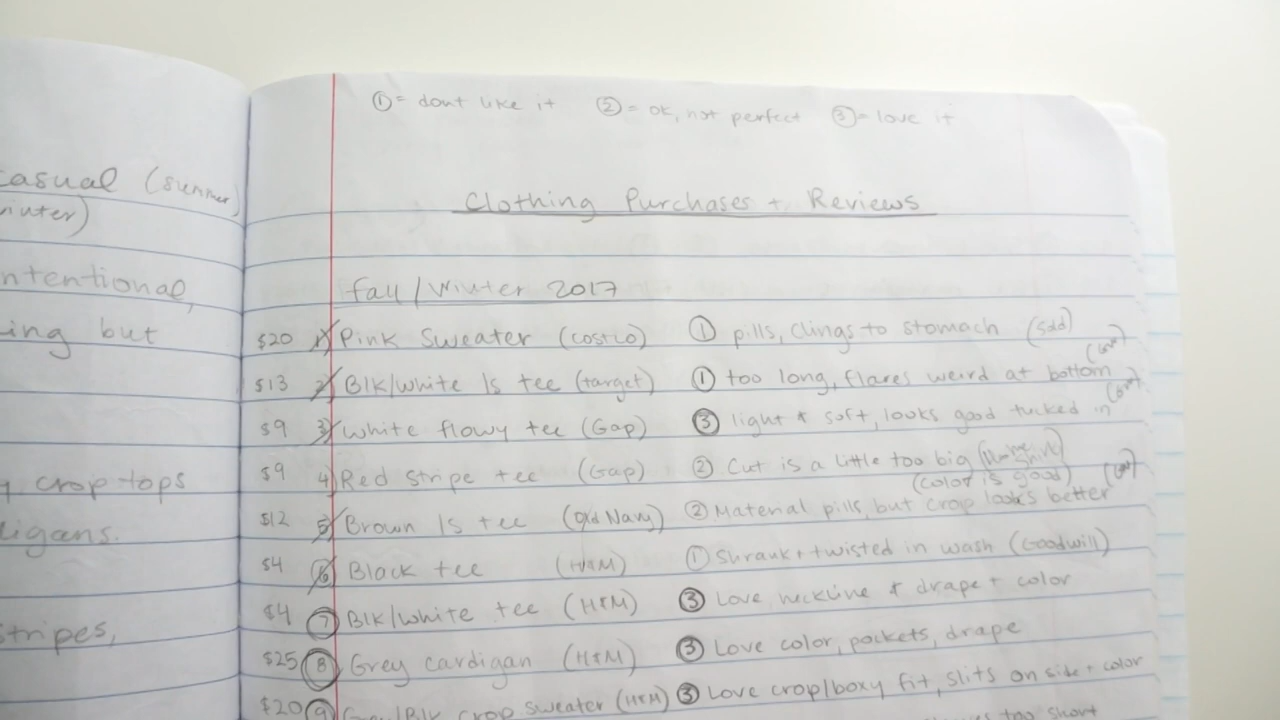 casual (summer)
winter)
ntentional,
ing but
crop tops
igans.
stripes,
①= dont like it ②= ok, not perfect ③= love it
Clothing Purchases + Reviews
Fall/Winter 2017
$20 1) Pink Sweater (costco) ① pills, clings to stomach (sold)
$13 2) Blk/white ls tee (target) ① too long, flares weird at bottom
$9 3) White flowy tee (Gap) ③ light & soft, looks good tucked in
$9 4) Red stripe tee (Gap) ② Cut is a little too big
(color is good)
$12 5) Brown ls tee (Old Navy) ② Material pills, but crop looks better
$4 6) Black tee (H&M) ① Shrank + twisted in wash (Goodwill)
$4 7 Blk/white tee (H&M) ③ Love neckline & drape + color
$25 8 Grey cardigan (H&M) ③ Love color, pockets, drape
$20 9 Grey/Blk crop sweater (H&M) ③ Love crop/boxy fit, slits on side + color
too short